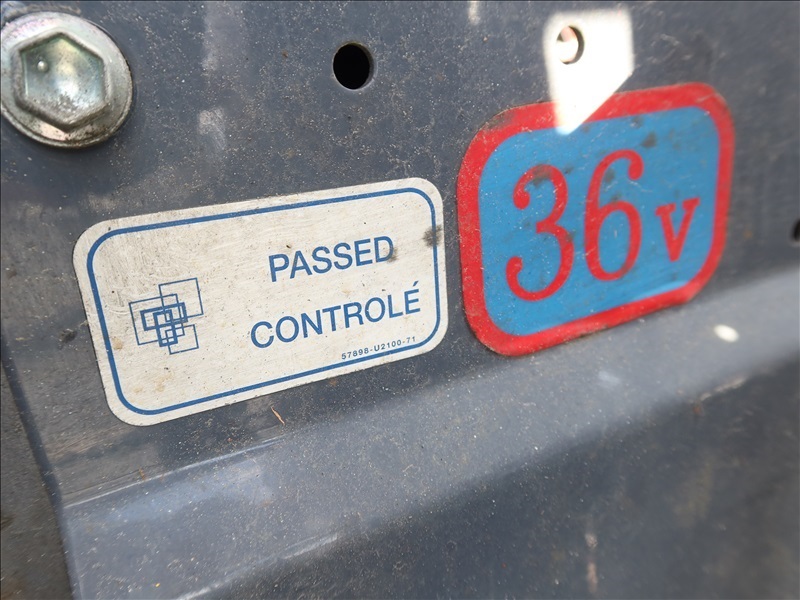 PASSED
CONTROLÉ
57898-U2100-71
36v